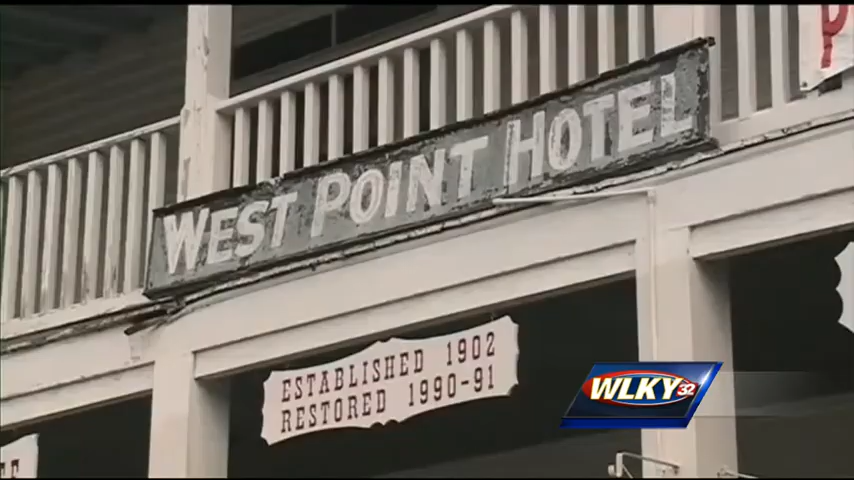 WEST POINT HOTEL
ESTABLISHED 1902
RESTORED 1990-91
WLKY 32